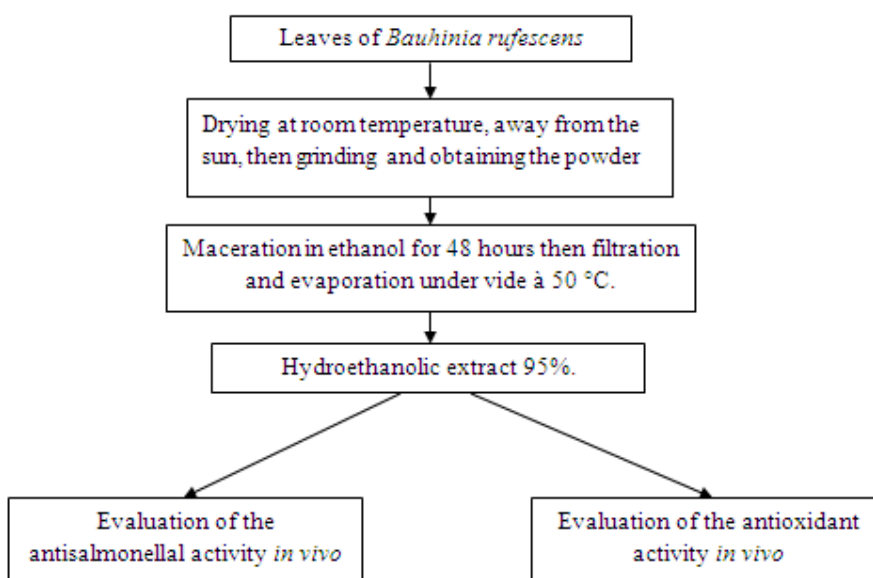 Leaves of Bauhinia rufescens
Drying at room temperature, away from the
sun, then grinding and obtaining the powder
Maceration in ethanol for 48 hours then filtration
and evaporation under vide à 50 °C.
Hydroethanolic extract 95%.
Evaluation of the
antisalmonellal activity in vivo
Evaluation of the antioxidant
activity in vivo